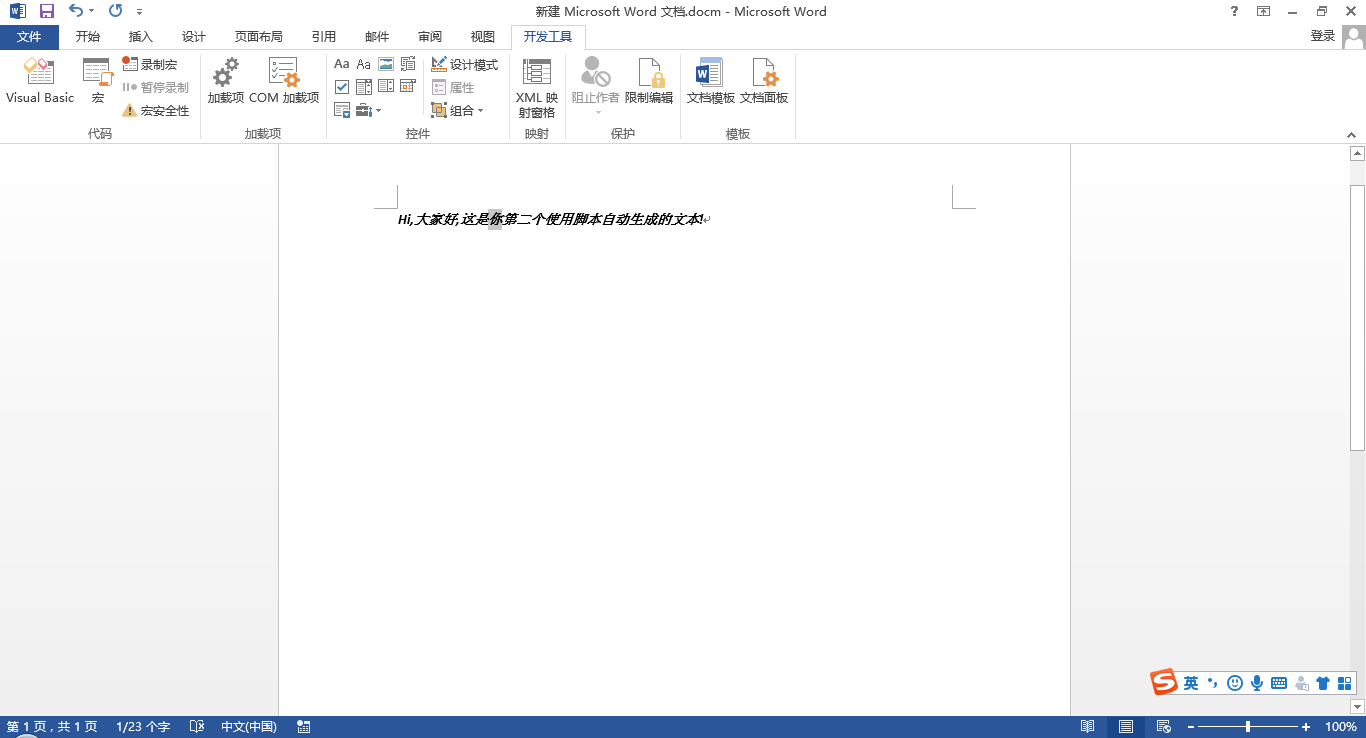 新建 Microsoft Word 文档.docm - Microsoft Word
文件 开始 插入 设计 页面布局 引用 邮件 审阅 视图 开发工具 登录
Visual Basic 宏 录制宏 暂停录制 宏安全性
加载项 COM 加载项
Aa Aa 设计模式 属性 组合
XML 映射窗格
阻止作者 限制编辑
文档模板 文档面板
代码 加载项 控件 映射 保护 模板
Hi,大家好,这是你第二个使用脚本自动生成的文本!
英
第 1 页，共 1 页 1/23 个字 中文(中国) 100%